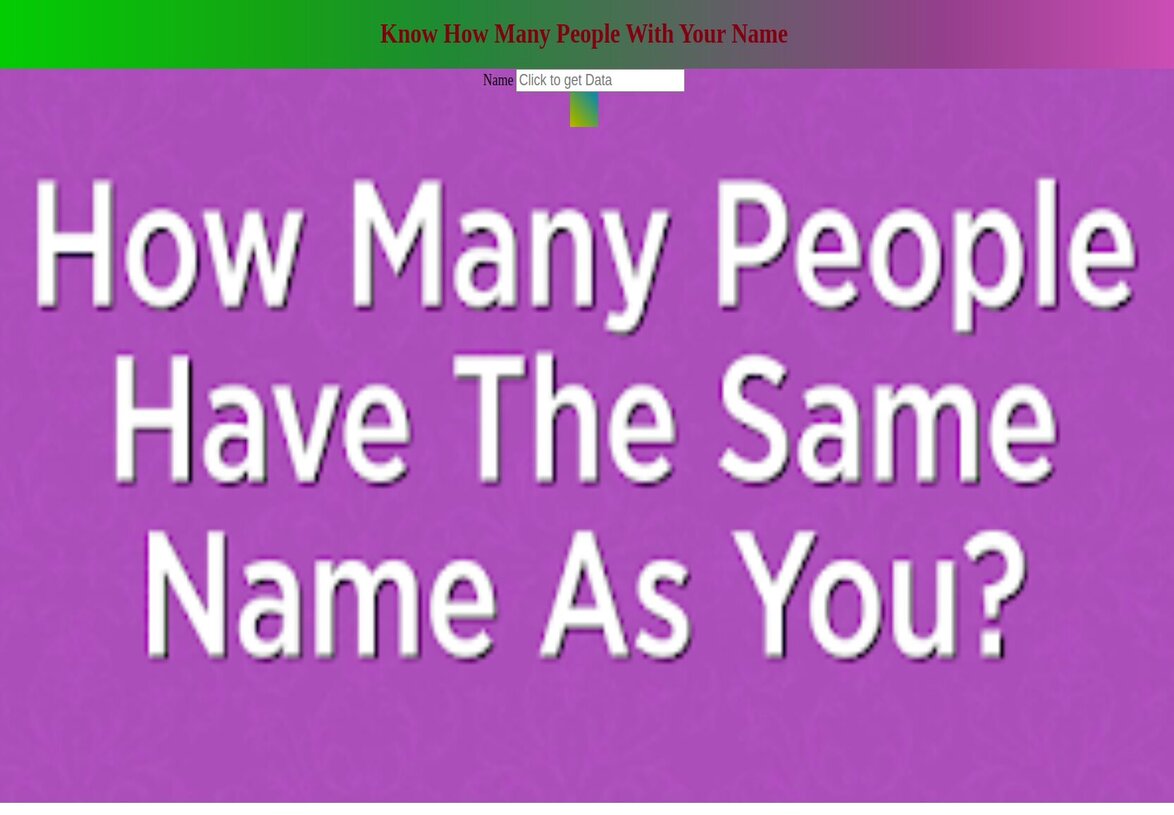 Know How Many People With Your Name
Name Click to get Data
How Many People
Have The Same
Name As You?